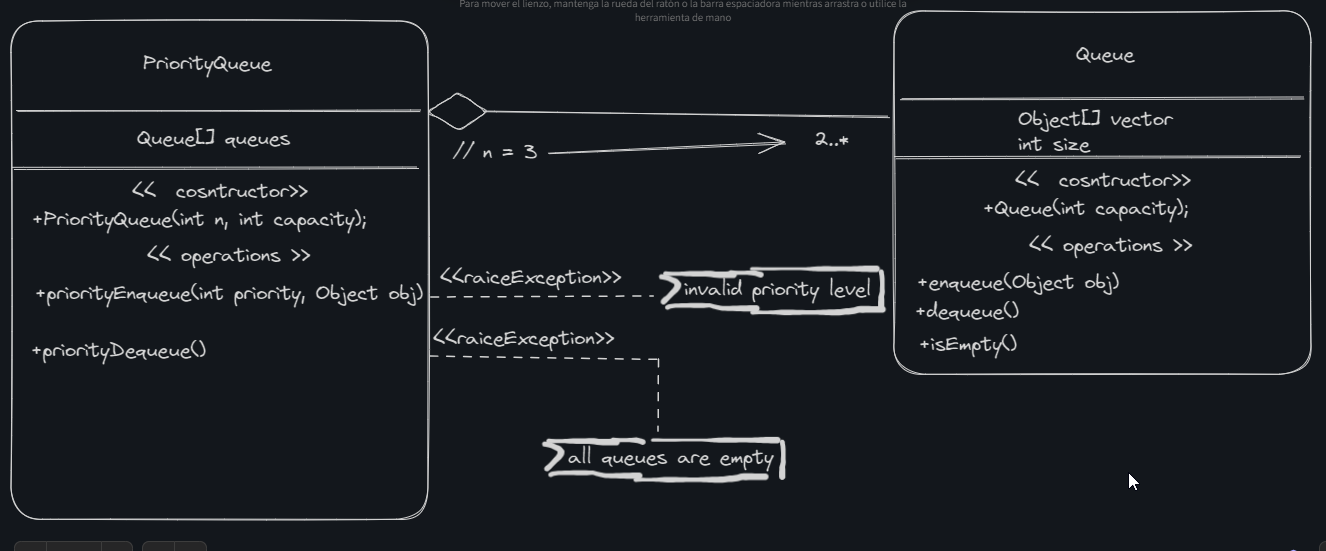 Para mover el lienzo, mantenga la rueda del ratón o la barra espaciadora mientras arrastra o utilice la
herramienta de mano
PriorityQueue
Queue[] queues
<< cosntructor>>
+PriorityQueue(int n, int capacity);
<< operations >>
+priorityEnqueue(int priority, Object obj)
+priorityDequeue()
// n = 3
2..*
<<raiceException>>
invalid priority level
<<raiceException>>
all queues are empty
Queue
Object[] vector
int size
<< cosntructor>>
+Queue(int capacity);
<< operations >>
+enqueue(Object obj)
+dequeue()
+isEmpty()